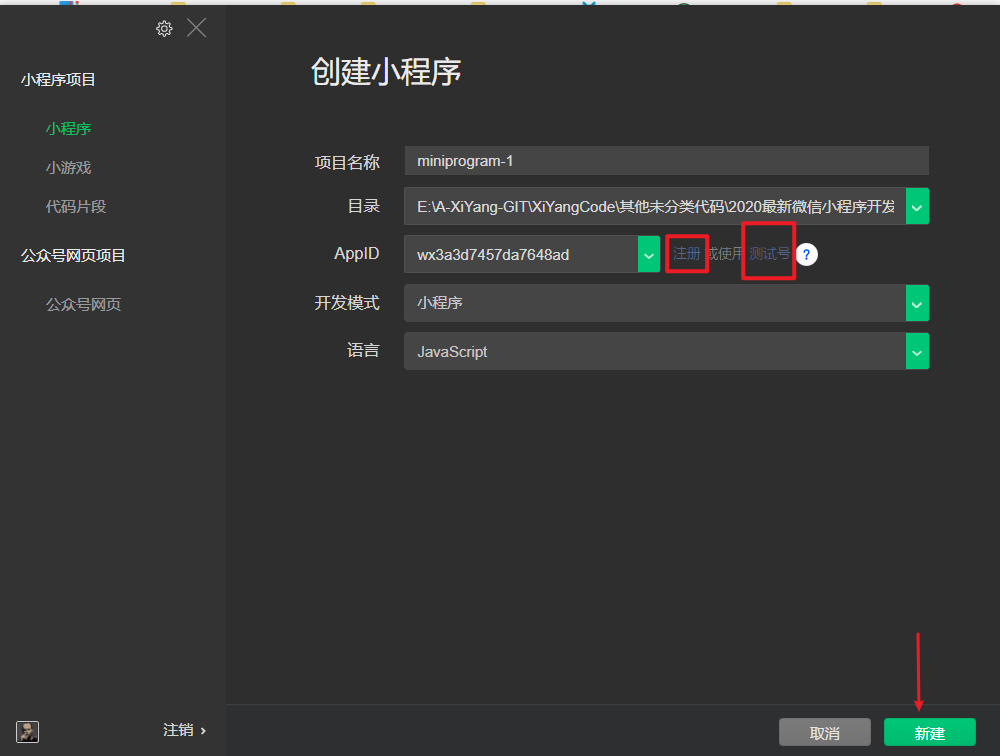 小程序项目
小程序
小游戏
代码片段
公众号网页项目
公众号网页
注销 ›
创建小程序
项目名称 miniprogram-1
目录 E:\A-XiYang-GIT\XiYangCode\其他未分类代码\2020最新微信小程序开发
AppID wx3a3d7457da7648ad 注册 或使用 测试号 ?
开发模式 小程序
语言 JavaScript
取消 新建